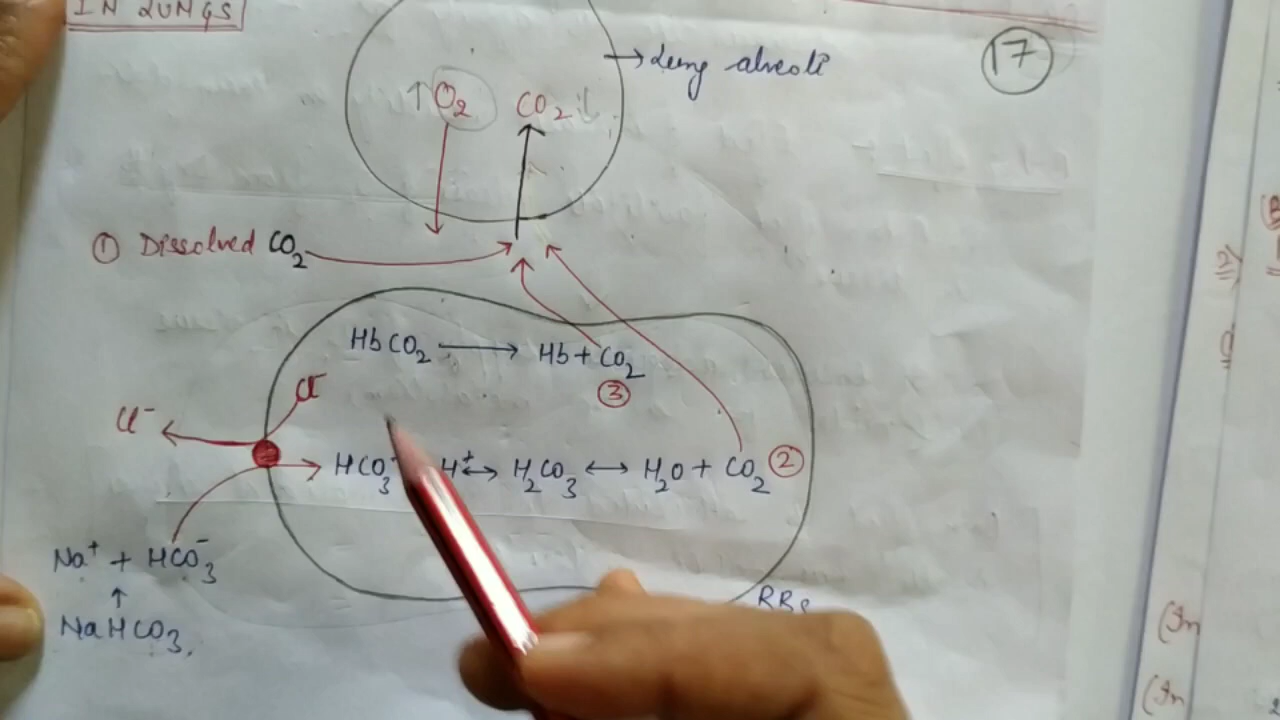 IN LUNGS
17
→ Lung alveoli
↑ O₂ CO₂ ↓
① Dissolved CO₂
HbCO₂ → Hb + CO₂
③
Cl⁻
Cl⁻
HCO₃⁻ H⁺ ↔ H₂CO₃ ↔ H₂O + CO₂ ②
Na⁺ + HCO₃⁻
↑
NaHCO₃